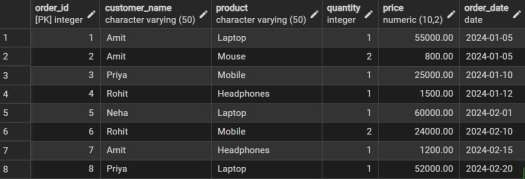 order_id customer_name product quantity price order_date
[PK] integer character varying (50) character varying (50) integer numeric (10,2) date
1 1 Amit Laptop 1 55000.00 2024-01-05
2 2 Amit Mouse 2 800.00 2024-01-05
3 3 Priya Mobile 1 25000.00 2024-01-10
4 4 Rohit Headphones 1 1500.00 2024-01-12
5 5 Neha Laptop 1 60000.00 2024-02-01
6 6 Rohit Mobile 2 24000.00 2024-02-10
7 7 Amit Headphones 1 1200.00 2024-02-15
8 8 Priya Laptop 1 52000.00 2024-02-20